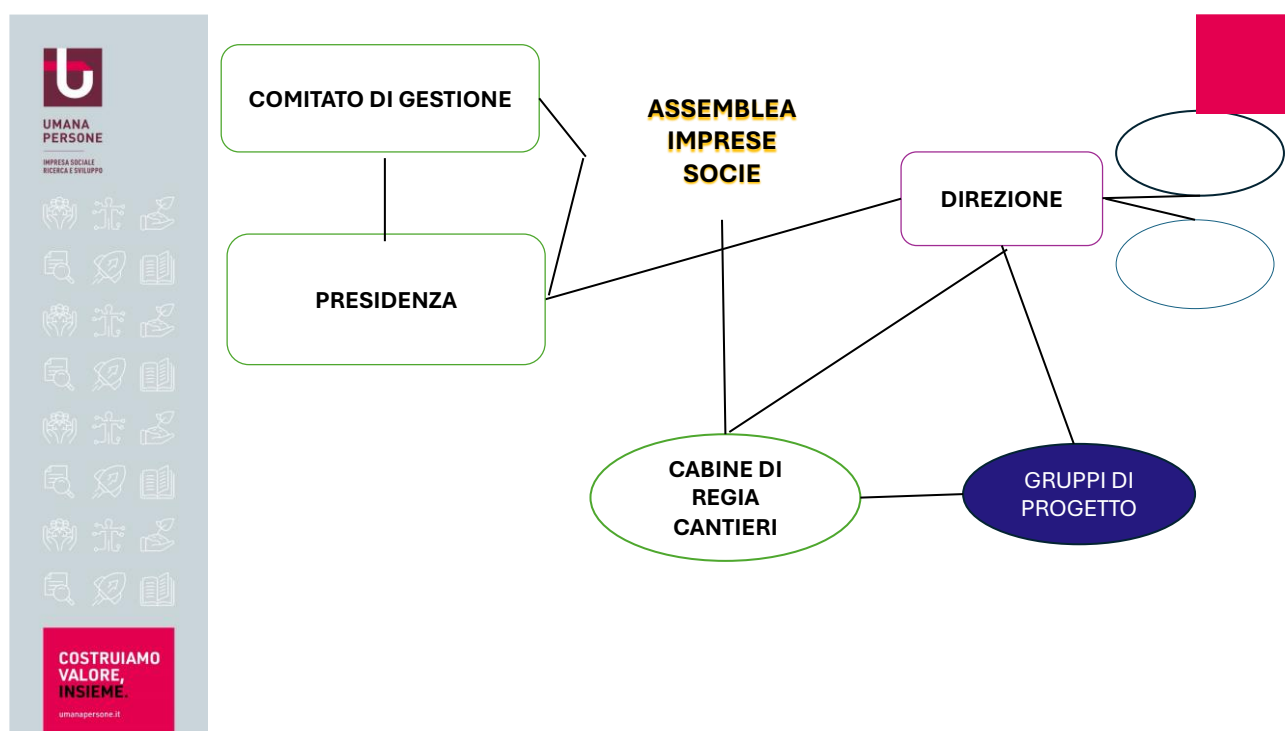 UMANA
PERSONE
IMPRESA SOCIALE
RICERCA E SVILUPPO
COMITATO DI GESTIONE
ASSEMBLEA
IMPRESE
SOCIE
DIREZIONE
PRESIDENZA
CABINE DI
REGIA
CANTIERI
GRUPPI DI
PROGETTO
COSTRUIAMO
VALORE,
INSIEME.
umanapersone.it